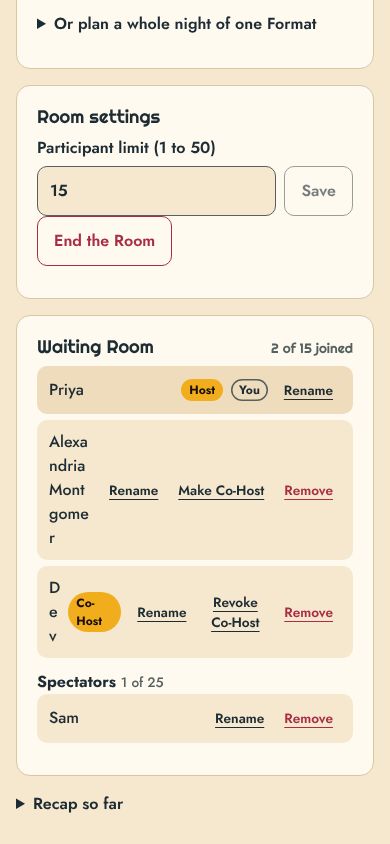 Or plan a whole night of one Format
Room settings
Participant limit (1 to 50)
15 Save
End the Room
Waiting Room 2 of 15 joined
Priya Host You Rename
Alexa
ndria
Mont Rename Make Co-Host Remove
gome
r
D
e Co-Host Rename Revoke Co-Host Remove
v
Spectators 1 of 25
Sam Rename Remove
Recap so far